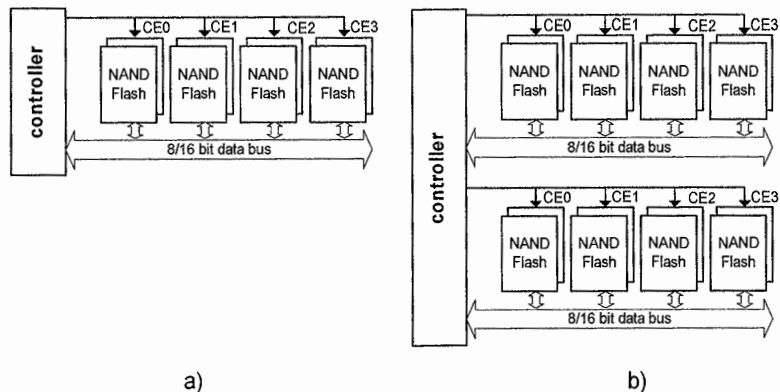 CE0 CE1 CE2 CE3
NAND Flash NAND Flash NAND Flash NAND Flash
controller
8/16 bit data bus
a)
CE0 CE1 CE2 CE3
NAND Flash NAND Flash NAND Flash NAND Flash
8/16 bit data bus
controller
CE0 CE1 CE2 CE3
NAND Flash NAND Flash NAND Flash NAND Flash
8/16 bit data bus
b)